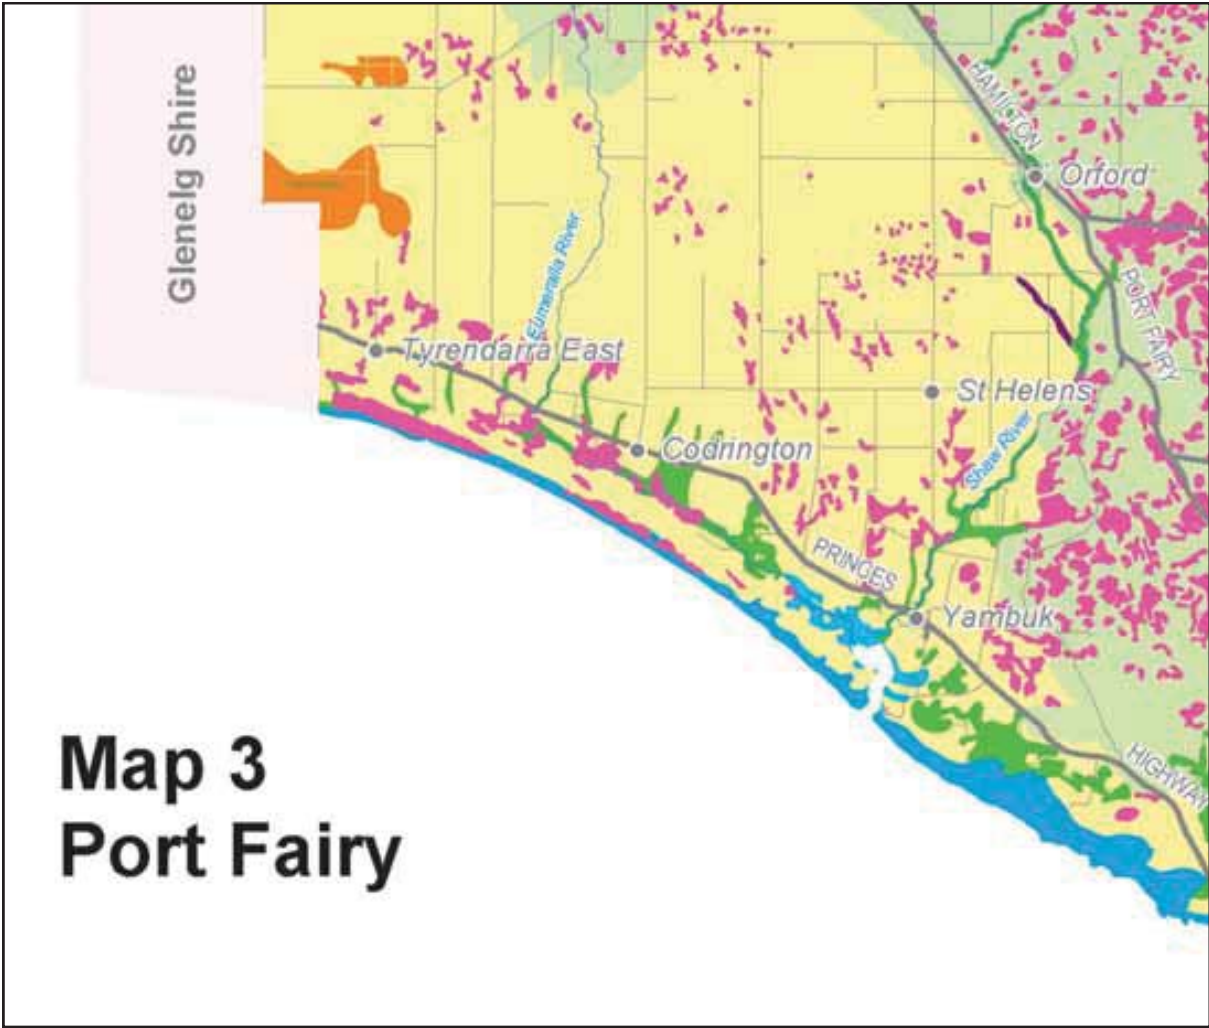 Glenelg Shire
HAMILTON
Orford
Eumeralla River
PORT FAIRY
Tyrendarra East
St Helens
Codrington
Shaw River
PRINCES
Yambuk
HIGHWAY
Map 3
Port Fairy